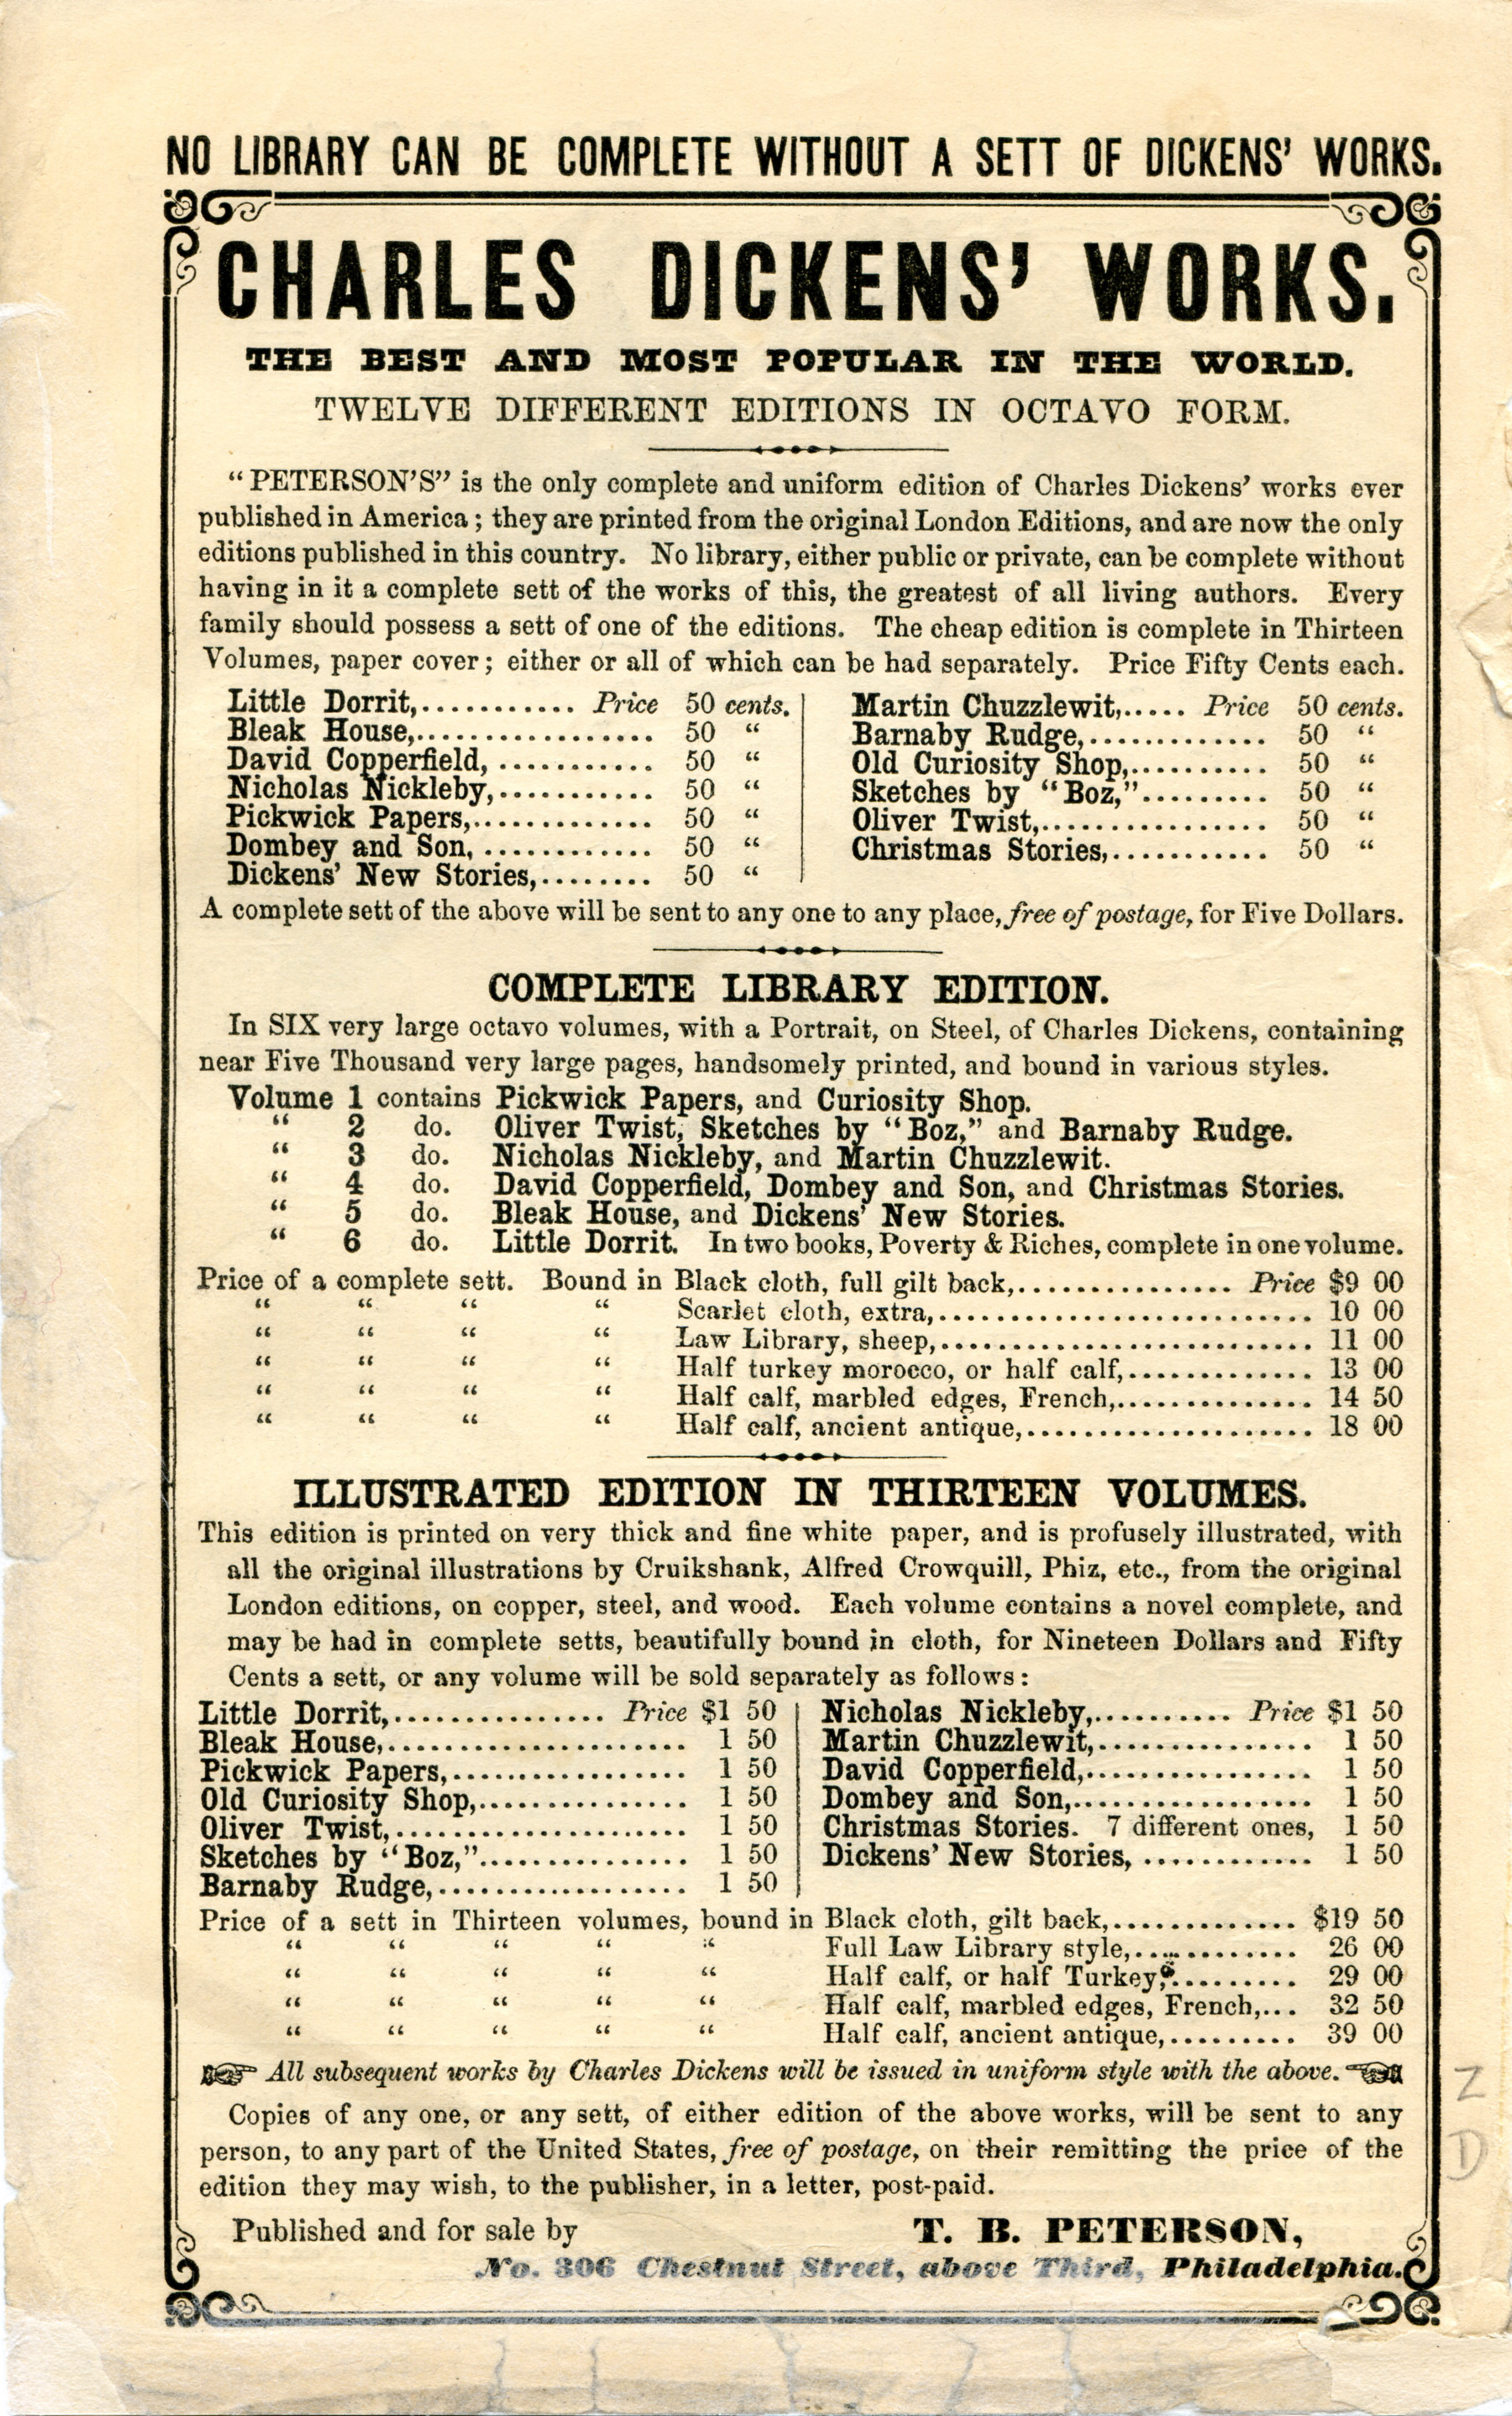 NO LIBRARY CAN BE COMPLETE WITHOUT A SETT OF DICKENS' WORKS.
CHARLES DICKENS' WORKS.
THE BEST AND MOST POPULAR IN THE WORLD.
TWELVE DIFFERENT EDITIONS IN OCTAVO FORM.
"PETERSON'S" is the only complete and uniform edition of Charles Dickens' works ever
published in America; they are printed from the original London Editions, and are now the only
editions published in this country. No library, either public or private, can be complete without
having in it a complete sett of the works of this, the greatest of all living authors. Every
family should possess a sett of one of the editions. The cheap edition is complete in Thirteen
Volumes, paper cover; either or all of which can be had separately. Price Fifty Cents each.
Little Dorrit,........... Price 50 cents.
Bleak House,.................. 50 "
David Copperfield, ............ 50 "
Nicholas Nickleby,............ 50 "
Pickwick Papers,.............. 50 "
Dombey and Son, ............. 50 "
Dickens' New Stories,........ 50 "
Martin Chuzzlewit,..... Price 50 cents.
Barnaby Rudge,.............. 50 "
Old Curiosity Shop,.......... 50 "
Sketches by "Boz,"......... 50 "
Oliver Twist,................. 50 "
Christmas Stories,............ 50 "
A complete sett of the above will be sent to any one to any place, free of postage, for Five Dollars.
COMPLETE LIBRARY EDITION.
In SIX very large octavo volumes, with a Portrait, on Steel, of Charles Dickens, containing
near Five Thousand very large pages, handsomely printed, and bound in various styles.
Volume 1 contains Pickwick Papers, and Curiosity Shop.
" 2 do. Oliver Twist, Sketches by "Boz," and Barnaby Rudge.
" 3 do. Nicholas Nickleby, and Martin Chuzzlewit.
" 4 do. David Copperfield, Dombey and Son, and Christmas Stories.
" 5 do. Bleak House, and Dickens' New Stories.
" 6 do. Little Dorrit. In two books, Poverty & Riches, complete in one volume.
Price of a complete sett. Bound in Black cloth, full gilt back,................ Price $9 00
" " " " Scarlet cloth, extra,.......................... 10 00
" " " " Law Library, sheep,.......................... 11 00
" " " " Half turkey morocco, or half calf,............. 13 00
" " " " Half calf, marbled edges, French,.............. 14 50
" " " " Half calf, ancient antique,.................... 18 00
ILLUSTRATED EDITION IN THIRTEEN VOLUMES.
This edition is printed on very thick and fine white paper, and is profusely illustrated, with
all the original illustrations by Cruikshank, Alfred Crowquill, Phiz, etc., from the original
London editions, on copper, steel, and wood. Each volume contains a novel complete, and
may be had in complete setts, beautifully bound in cloth, for Nineteen Dollars and Fifty
Cents a sett, or any volume will be sold separately as follows:
Little Dorrit,............... Price $1 50
Bleak House,...................... 1 50
Pickwick Papers,................. 1 50
Old Curiosity Shop,............... 1 50
Oliver Twist,...................... 1 50
Sketches by "Boz,"................ 1 50
Barnaby Rudge,.................. 1 50
Nicholas Nickleby,.......... Price $1 50
Martin Chuzzlewit,............... 1 50
David Copperfield,................ 1 50
Dombey and Son,.................. 1 50
Christmas Stories. 7 different ones, 1 50
Dickens' New Stories, ............ 1 50
Price of a sett in Thirteen volumes, bound in Black cloth, gilt back,.............. $19 50
" " " " " Full Law Library style,............. 26 00
" " " " " Half calf, or half Turkey,.......... 29 00
" " " " " Half calf, marbled edges, French,... 32 50
" " " " " Half calf, ancient antique,......... 39 00
All subsequent works by Charles Dickens will be issued in uniform style with the above.
Copies of any one, or any sett, of either edition of the above works, will be sent to any
person, to any part of the United States, free of postage, on their remitting the price of the
edition they may wish, to the publisher, in a letter, post-paid.
Published and for sale by T. B. PETERSON,
No. 306 Chestnut Street, above Third, Philadelphia.
Z
D